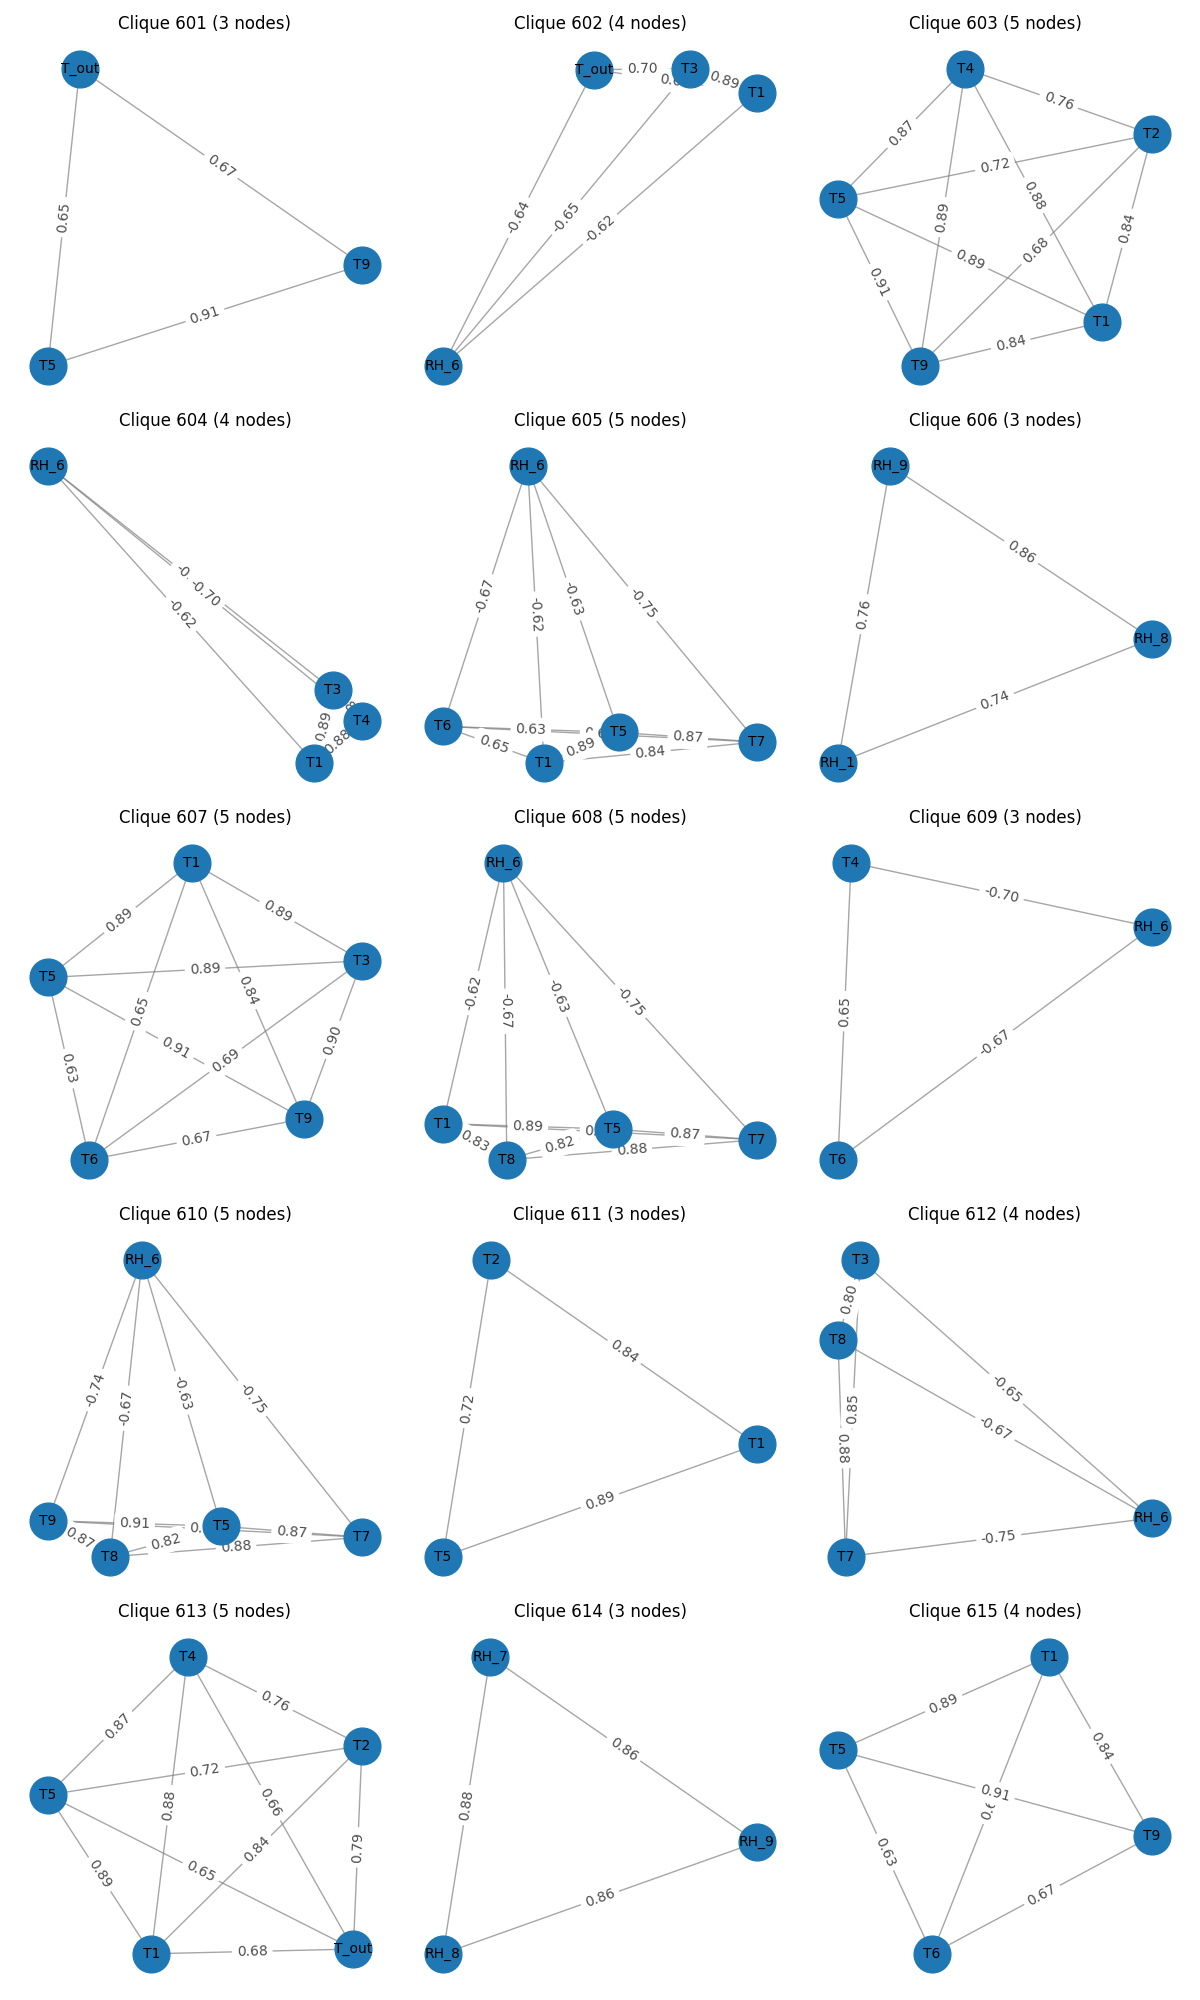 Clique 601 (3 nodes)
T_out
0.67
0.65
T9
0.91
T5
Clique 602 (4 nodes)
T_out
0.70
T3
0.89
T1
-0.64
-0.65
-0.62
RH_6
Clique 603 (5 nodes)
T4
0.76
T2
0.87
0.72
T5
0.88
0.89
0.84
0.68
0.89
0.91
T1
0.84
T9
Clique 604 (4 nodes)
RH_6
-0.70
-0.62
T3
0.89
T4
0.88
T1
Clique 605 (5 nodes)
RH_6
-0.67
-0.62
-0.63
-0.75
T6
0.63
T5
0.87
T7
0.65
0.89
0.84
T1
Clique 606 (3 nodes)
RH_9
0.86
0.76
RH_8
0.74
RH_1
Clique 607 (5 nodes)
T1
0.89
0.89
T3
T5
0.89
0.84
0.65
0.90
0.91
0.69
0.63
T9
0.67
T6
Clique 608 (5 nodes)
RH_6
-0.62
-0.67
-0.63
-0.75
T1
0.89
T5
0.87
T7
0.83
0.82
0.88
T8
Clique 609 (3 nodes)
T4
-0.70
RH_6
0.65
-0.67
T6
Clique 610 (5 nodes)
RH_6
-0.74
-0.67
-0.63
-0.75
T9
0.91
T5
0.87
T7
0.87
0.82
0.88
T8
Clique 611 (3 nodes)
T2
0.84
0.72
T1
0.89
T5
Clique 612 (4 nodes)
T3
0.80
T8
-0.65
0.85
-0.67
0.88
RH_6
-0.75
T7
Clique 613 (5 nodes)
T4
0.76
0.87
T2
0.72
T5
0.88
0.66
0.84
0.79
0.89
0.65
T1
0.68
T_out
Clique 614 (3 nodes)
RH_7
0.86
0.88
RH_9
0.86
RH_8
Clique 615 (4 nodes)
T1
0.89
0.84
T5
0.91
T9
0.63
0.67
T6